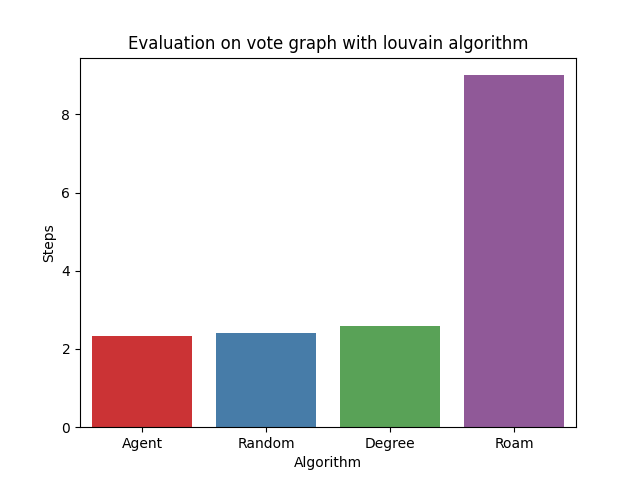 Evaluation on vote graph with louvain algorithm
8
6
4
2
0
Steps
Agent Random Degree Roam
Algorithm